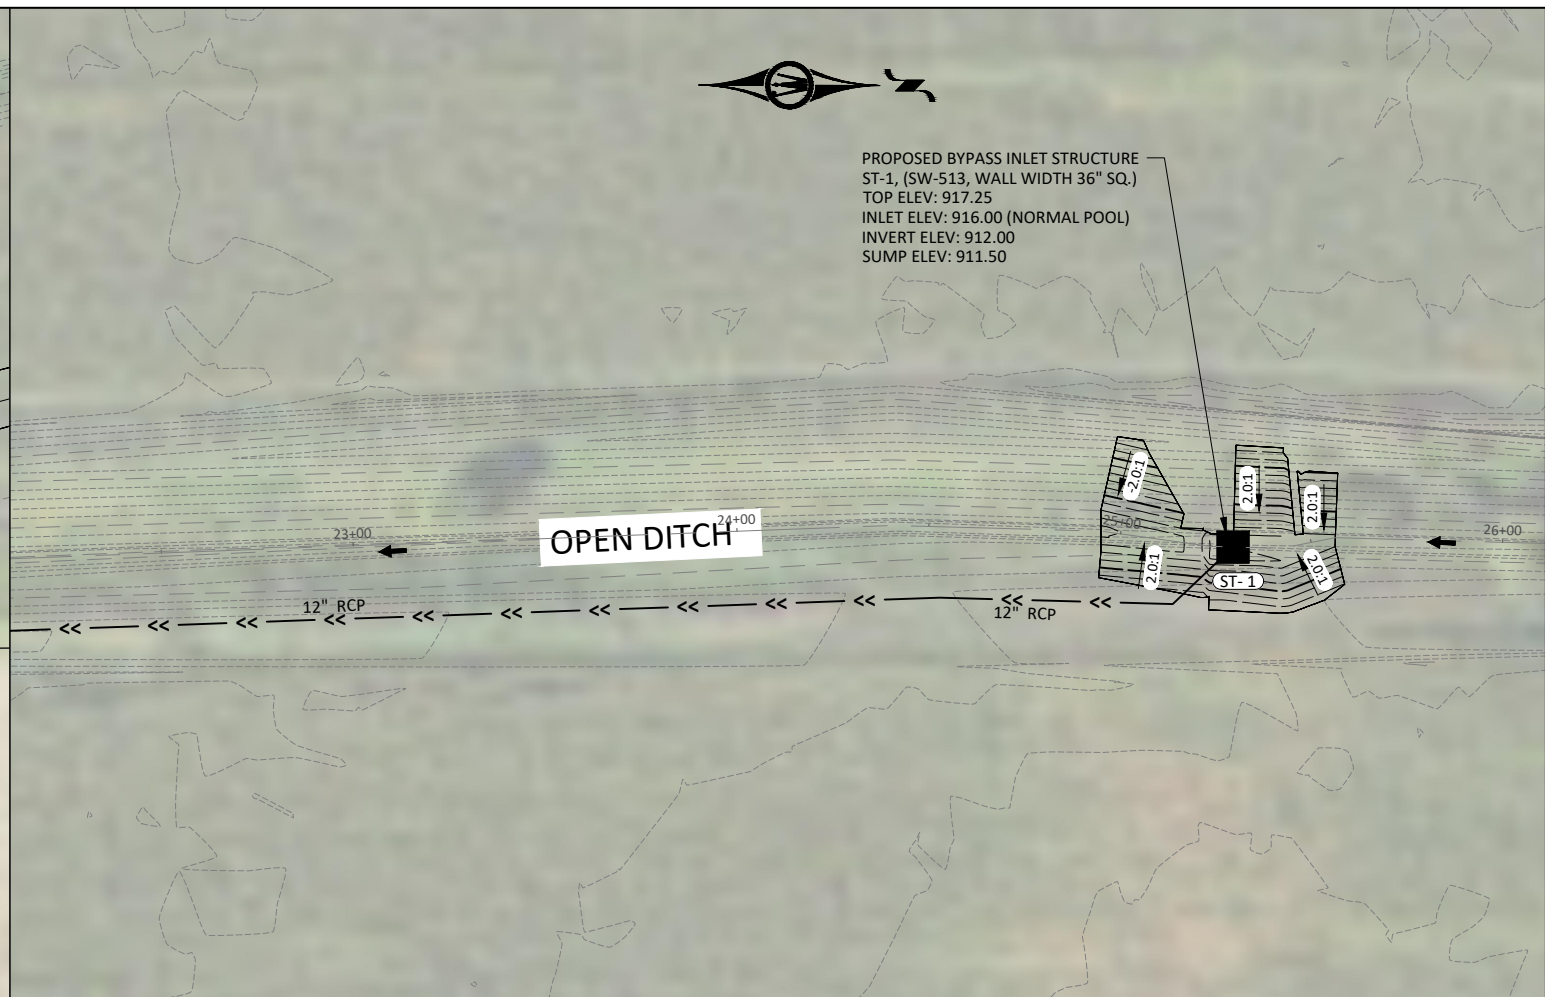 PROPOSED BYPASS INLET STRUCTURE
ST-1, (SW-513, WALL WIDTH 36" SQ.)
TOP ELEV: 917.25
INLET ELEV: 916.00 (NORMAL POOL)
INVERT ELEV: 912.00
SUMP ELEV: 911.50
-2.0:1
2.0:1
2.0:1
23+00
OPEN DITCH
24+00
25+00
26+00
2.0:1
2.0:1
ST- 1
12" RCP
12" RCP